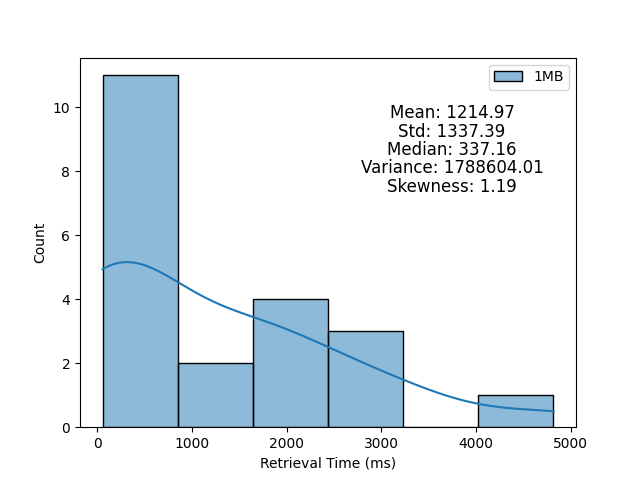 1MB
Mean: 1214.97
Std: 1337.39
Median: 337.16
Variance: 1788604.01
Skewness: 1.19
Count
10
8
6
4
2
0
0 1000 2000 3000 4000 5000
Retrieval Time (ms)